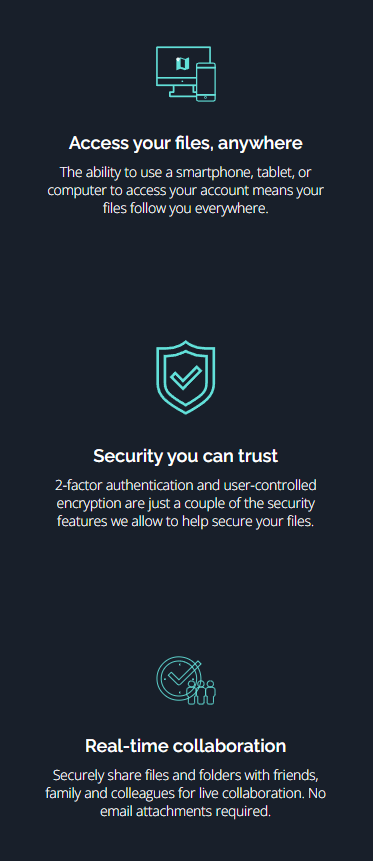 Access your files, anywhere
The ability to use a smartphone, tablet, or
computer to access your account means your
files follow you everywhere.
Security you can trust
2-factor authentication and user-controlled
encryption are just a couple of the security
features we allow to help secure your files.
Real-time collaboration
Securely share files and folders with friends,
family and colleagues for live collaboration. No
email attachments required.